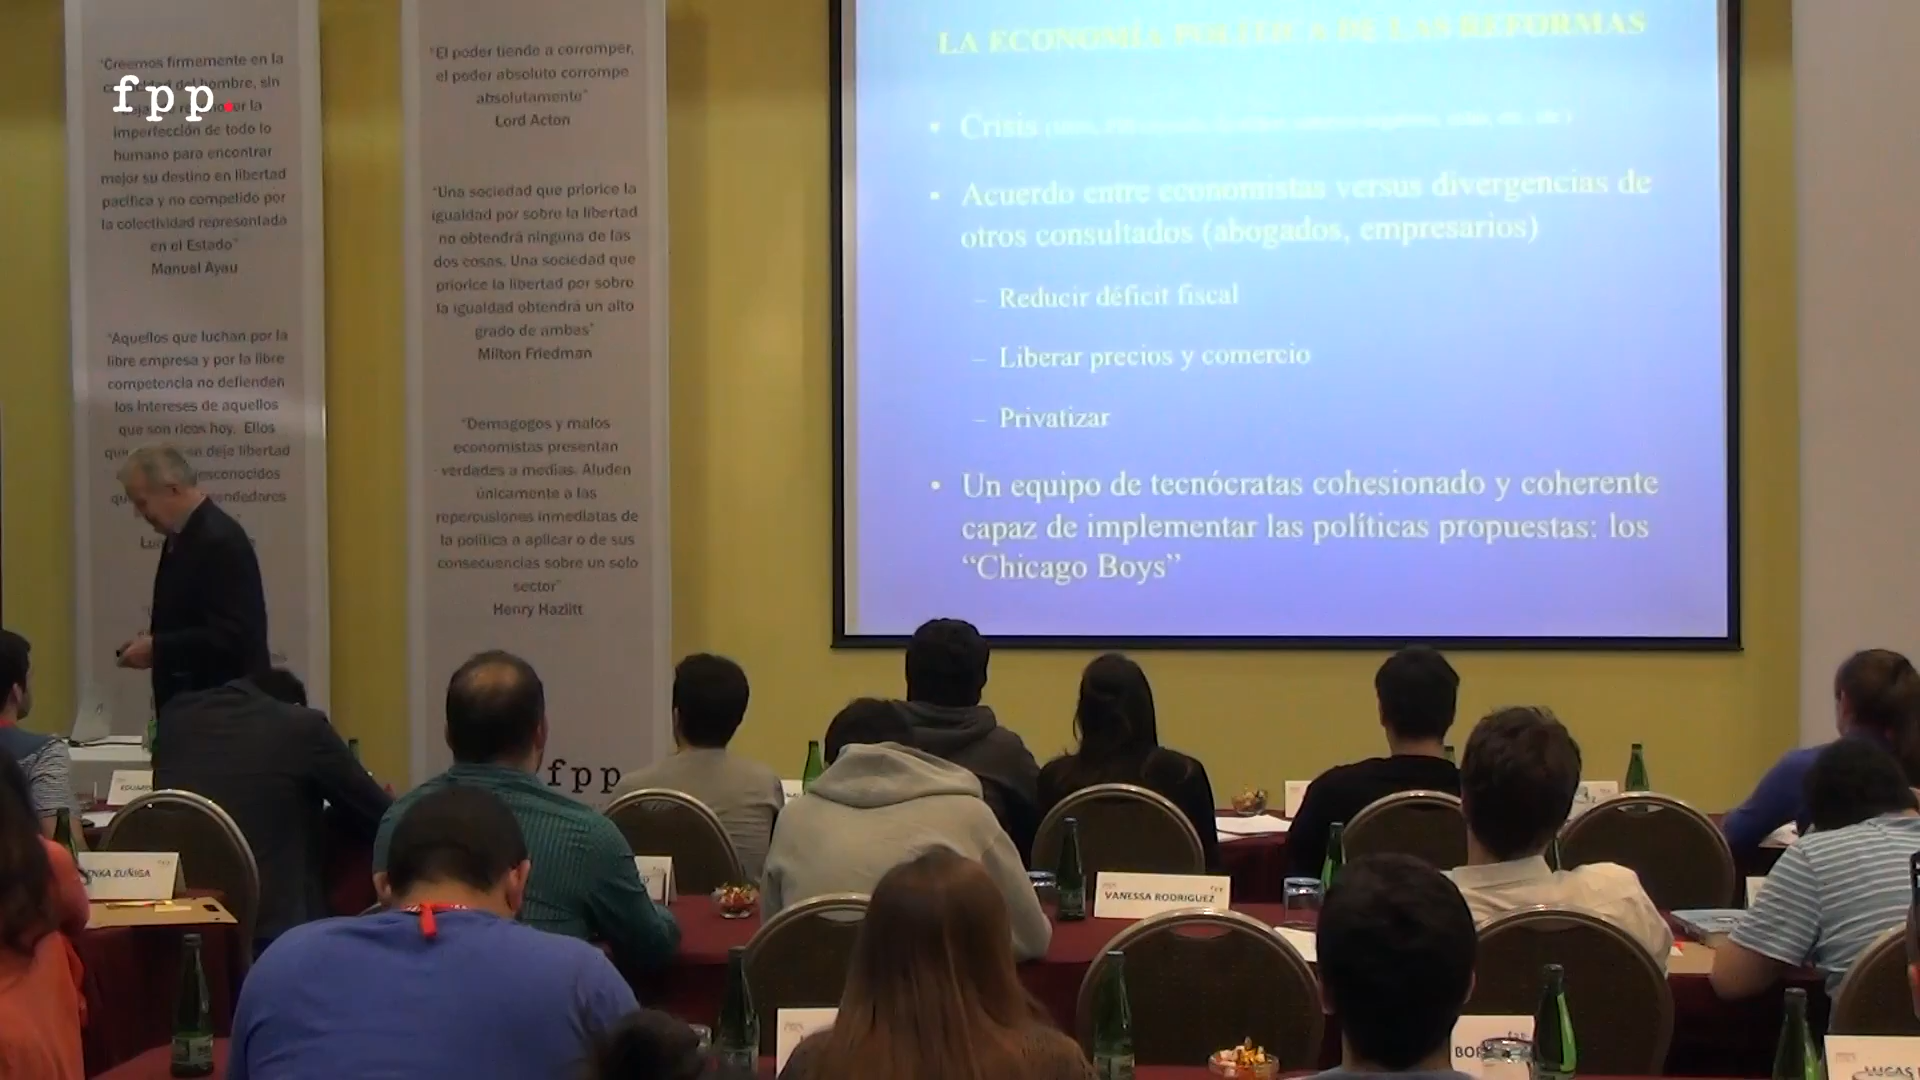 "Creemos firmemente en la
hombre, sin
imperfección de todo lo
humano para encontrar
mejor su destino en libertad
pacífica y no compelido por
la colectividad representada
en el Estado"
Manuel Ayau
"Aquellos que luchan por la
libre empresa y por la libre
competencia no defienden
los intereses de aquellos
que son ricos hoy. Ellos
deje libertad
fpp.
"El poder tiende a corromper,
el poder absoluto corrompe
absolutamente"
Lord Acton
"Una sociedad que priorice la
igualdad por sobre la libertad
no obtendrá ninguna de las
dos cosas. Una sociedad que
priorice la libertad por sobre
la igualdad obtendrá un alto
grado de ambas"
Milton Friedman
"Demagogos y malos
economistas presentan
verdades a medias. Aluden
únicamente a las
repercusiones inmediatas de
la política a aplicar o de sus
consecuencias sobre un solo
sector"
Henry Hazlitt
fpp
LA ECONOMÍA POLÍTICA DE LAS REFORMAS
• Crisis
• Acuerdo entre economistas versus divergencias de
otros consultados (abogados, empresarios)
– Reducir déficit fiscal
– Liberar precios y comercio
– Privatizar
• Un equipo de tecnócratas cohesionado y coherente
capaz de implementar las políticas propuestas: los
"Chicago Boys"
ZUÑIGA
VANESSA RODRIGUEZ
LUCAS